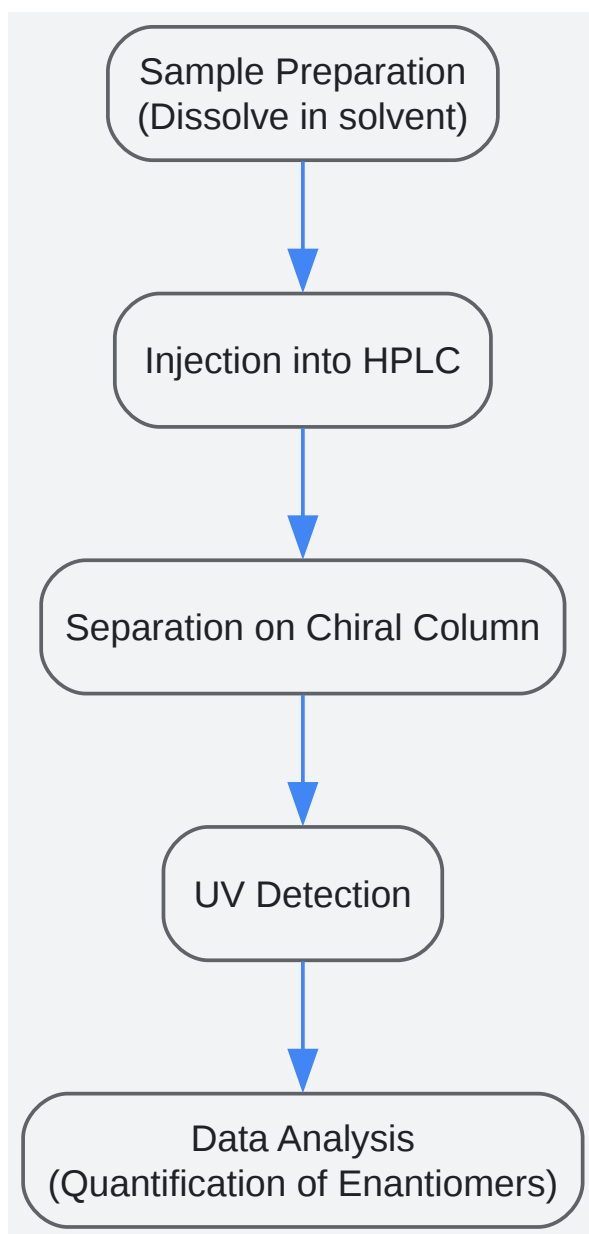 Sample Preparation
(Dissolve in solvent)
Injection into HPLC
Separation on Chiral Column
UV Detection
Data Analysis
(Quantification of Enantiomers)